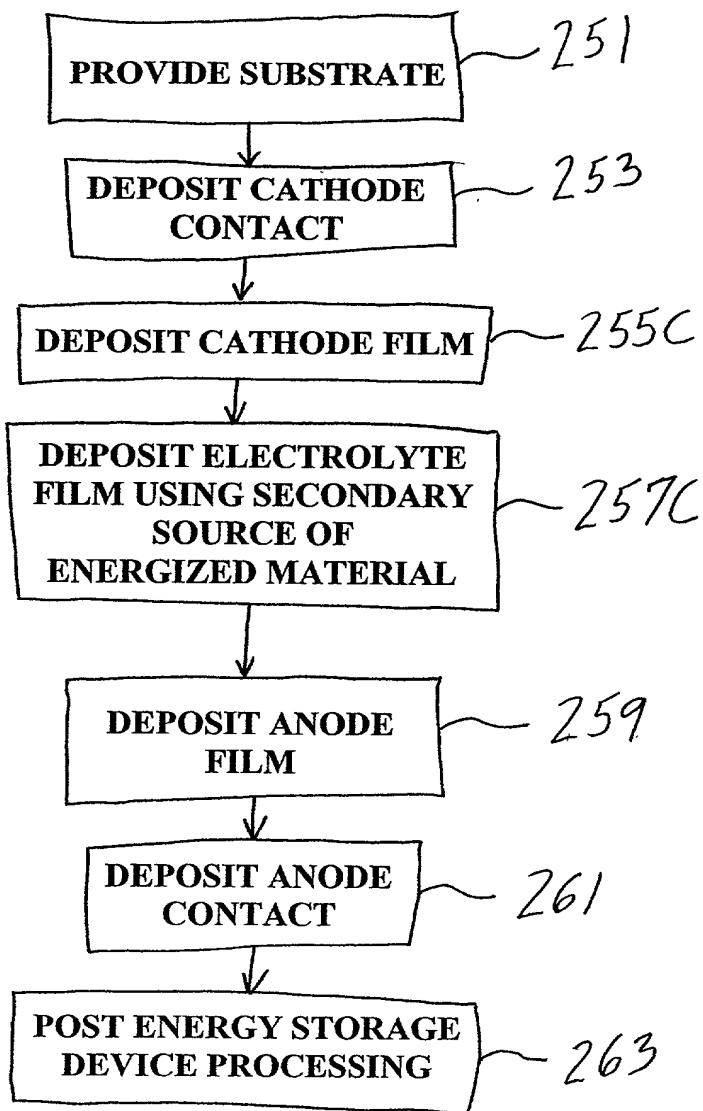 PROVIDE SUBSTRATE
251
DEPOSIT CATHODE
CONTACT
253
DEPOSIT CATHODE FILM
255C
DEPOSIT ELECTROLYTE
FILM USING SECONDARY
SOURCE OF
ENERGIZED MATERIAL
257C
DEPOSIT ANODE
FILM
259
DEPOSIT ANODE
CONTACT
261
POST ENERGY STORAGE
DEVICE PROCESSING
263